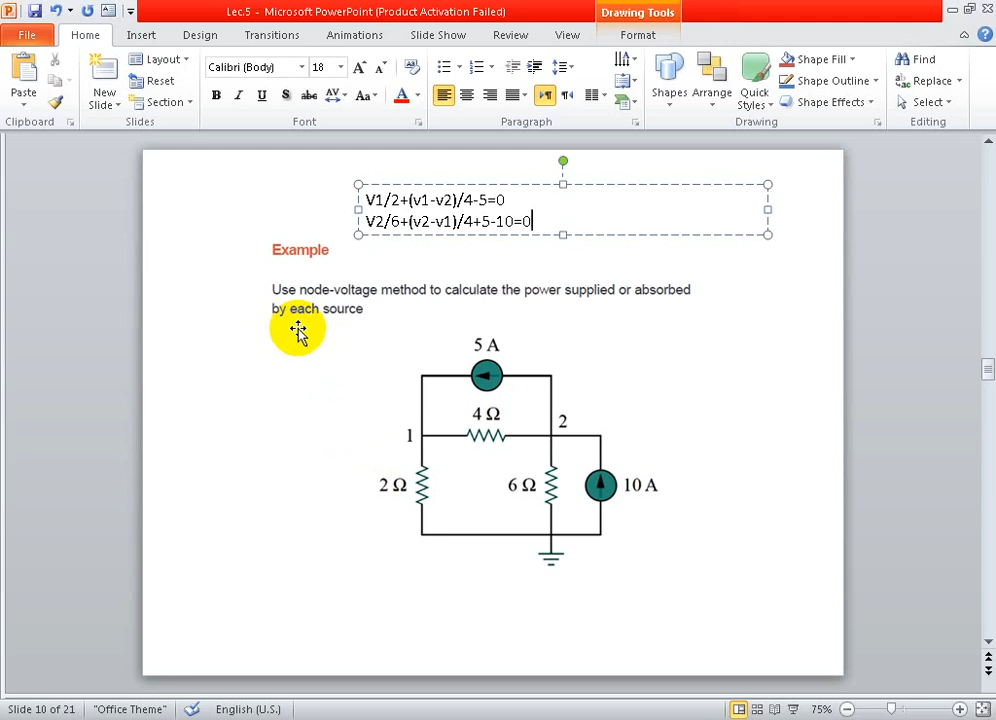 Lec.5 - Microsoft PowerPoint (Product Activation Failed)
Drawing Tools
File
Home
Insert
Design
Transitions
Animations
Slide Show
Review
View
Format
Paste
Clipboard
New
Slide
Layout
Reset
Section
Slides
Calibri (Body)
18
A
A
B
I
U
S
abc
AV
Aa
A
Font
Paragraph
Shapes
Arrange
Quick
Styles
Shape Fill
Shape Outline
Shape Effects
Drawing
Find
Replace
Select
Editing
V1/2+(v1-v2)/4-5=0
V2/6+(v2-v1)/4+5-10=0
Example
Use node-voltage method to calculate the power supplied or absorbed
by each source
5 A
4 Ω
1
2
2 Ω
6 Ω
10 A
Slide 10 of 21
"Office Theme"
English (U.S.)
75%